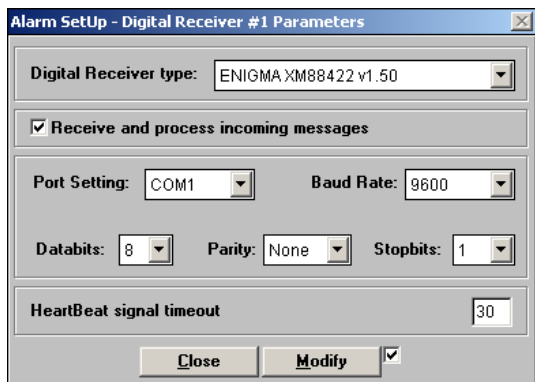 Alarm SetUp - Digital Receiver #1 Parameters
Digital Receiver type: ENIGMA XM88422 v1.50
Receive and process incoming messages
Port Setting: COM1 Baud Rate: 9600
Databits: 8 Parity: None Stopbits: 1
HeartBeat signal timeout 30
Close Modify